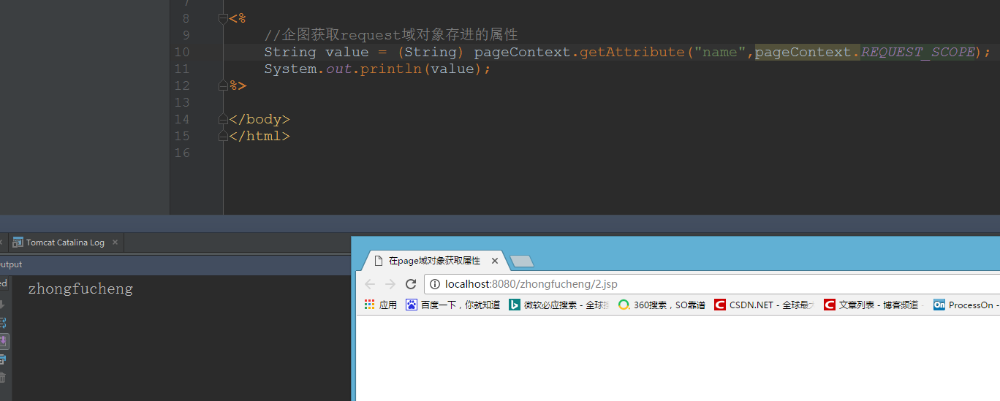 7
8 <%
9 //企图获取request域对象存进的属性
10 String value = (String) pageContext.getAttribute("name",pageContext.REQUEST_SCOPE);
11 System.out.println(value);
12 %>
13
14 </body>
15 </html>
16
Tomcat Catalina Log
utput
ed
zhongfucheng
在page域对象获取属性
localhost:8080/zhongfucheng/2.jsp
应用 百度一下，你就知道 微软必应搜索 - 全球搜 360搜索，SO靠谱 CSDN.NET - 全球最大 文章列表 - 博客频道 - ProcessOn -